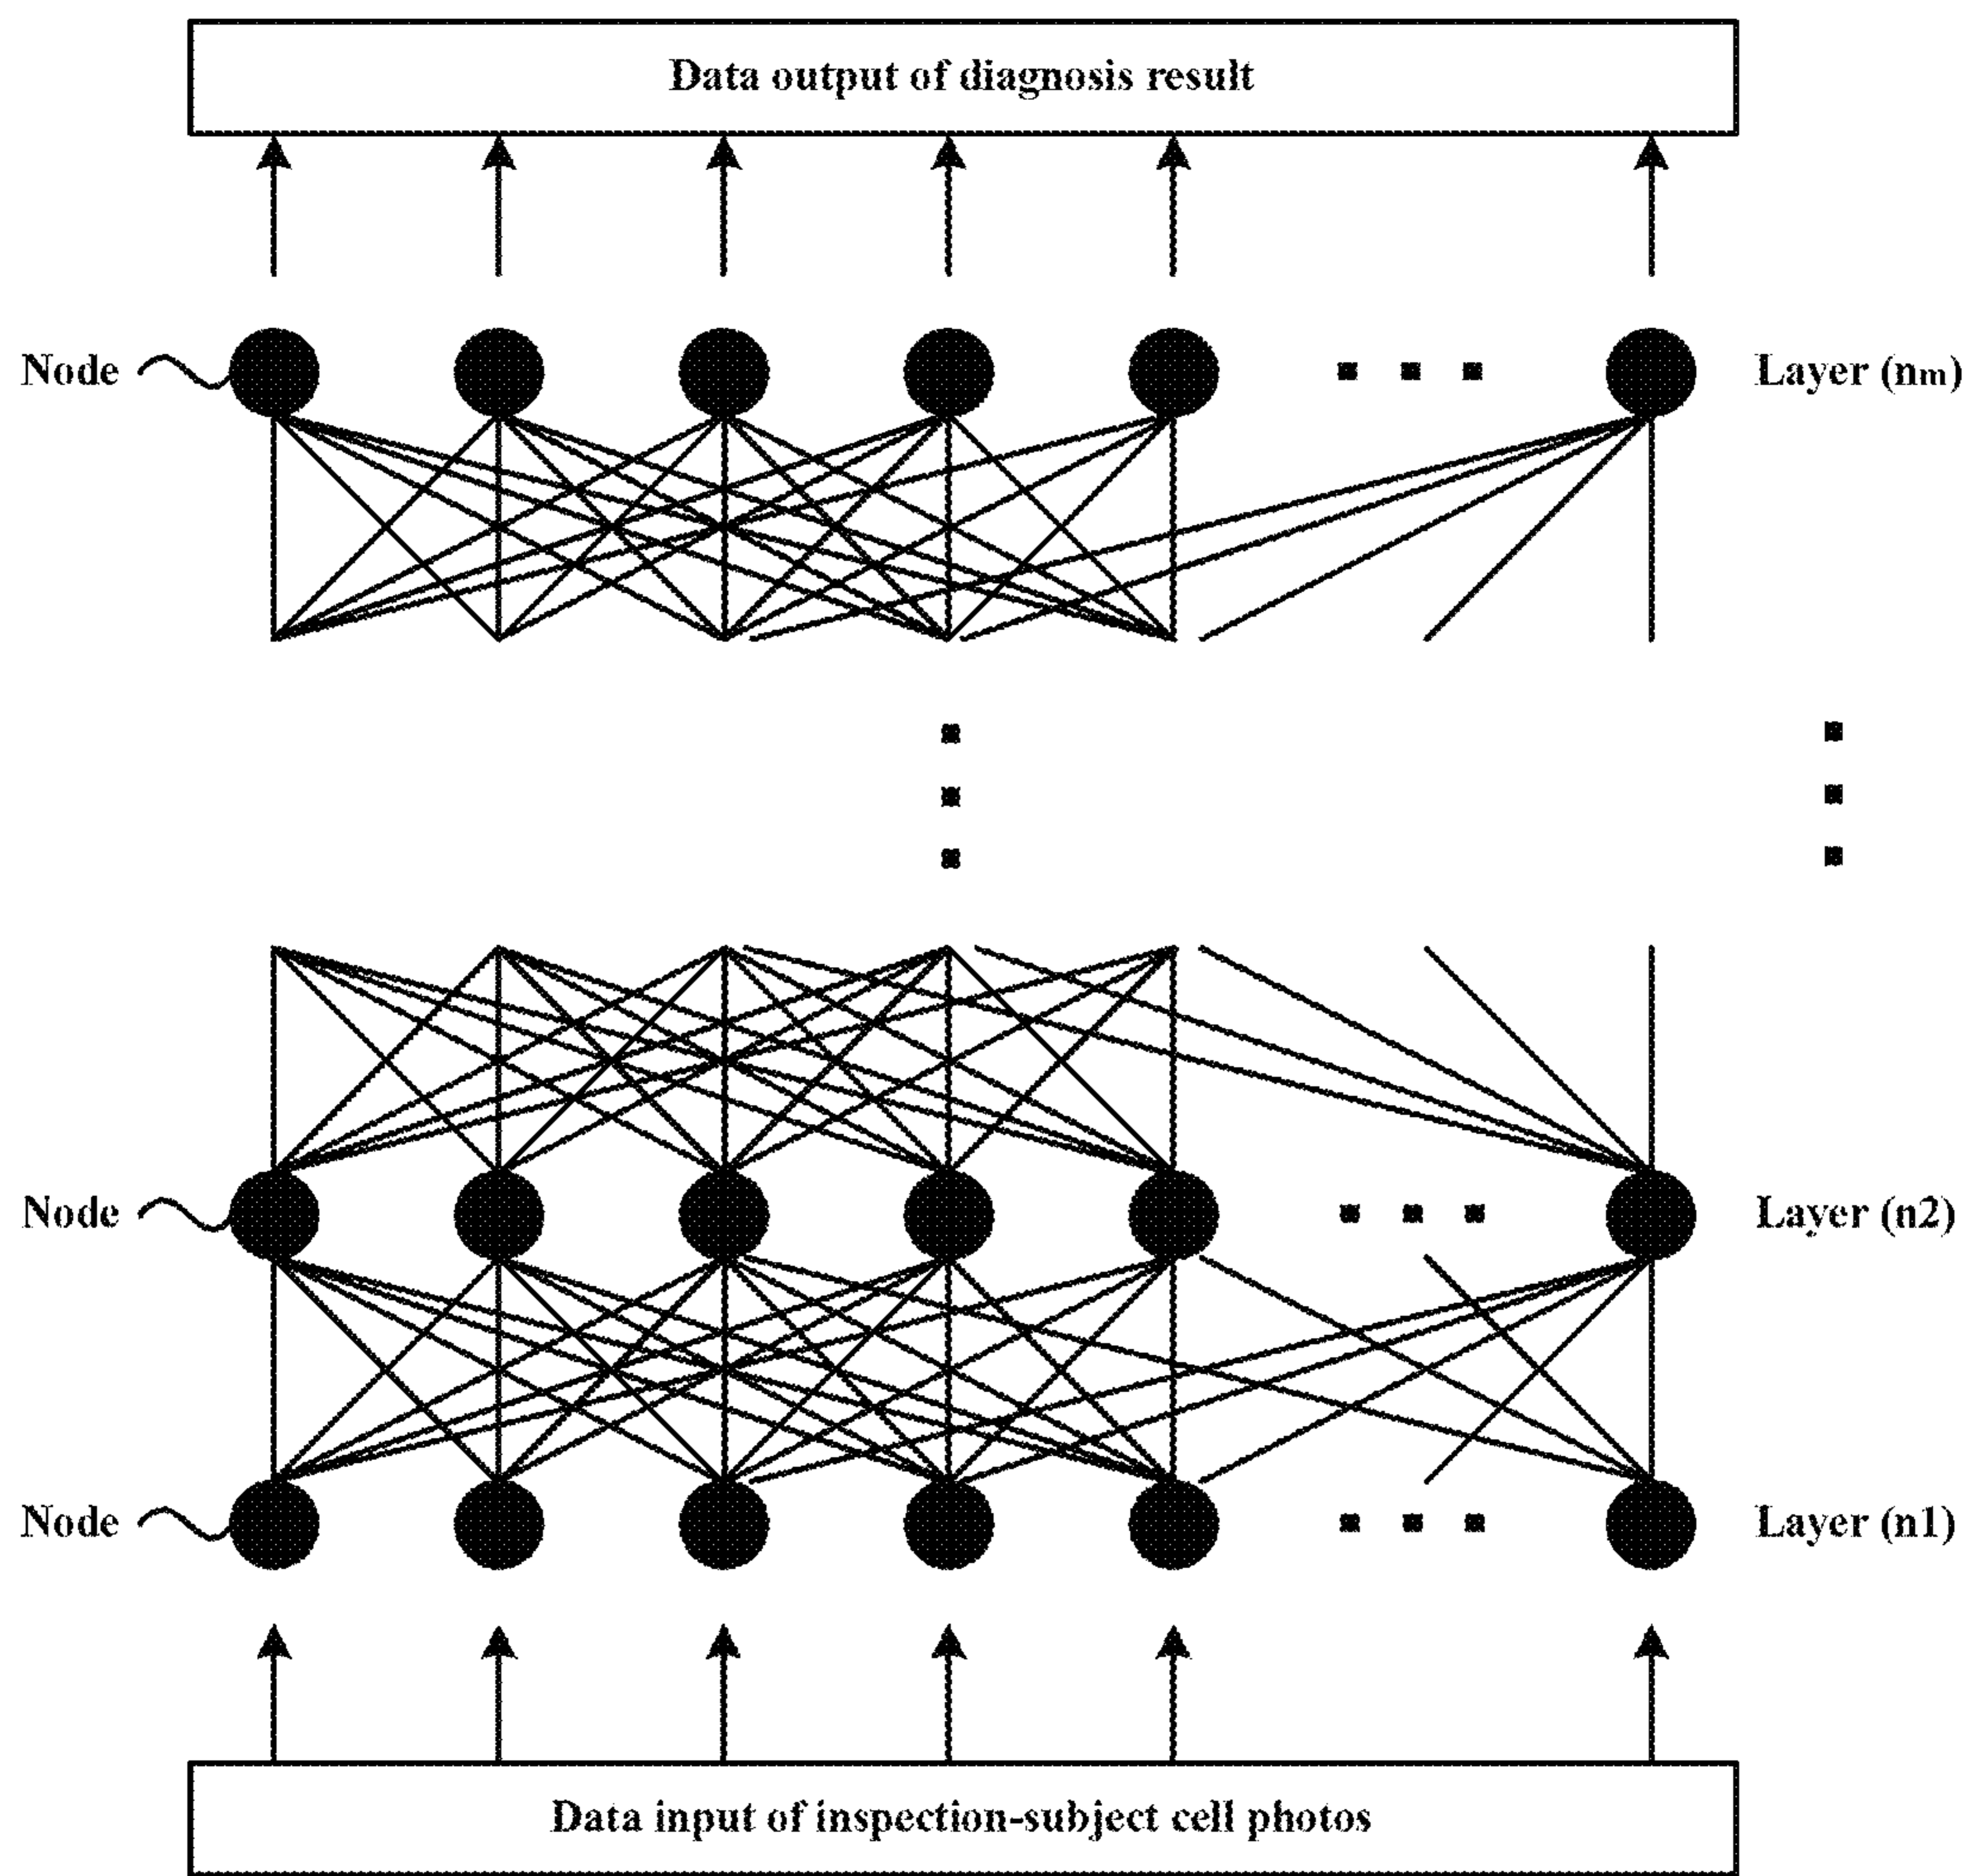 Data output of diagnosis result
Node Layer (nm)
Node Layer (n2)
Node Layer (n1)
Data input of inspection-subject cell photos